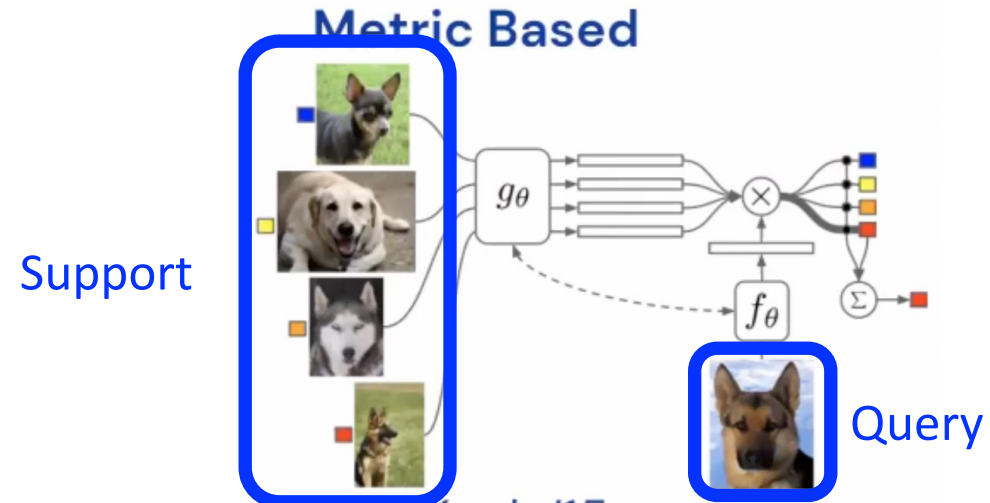 Metric Based
Support
gθ
×
fθ
Σ
Query